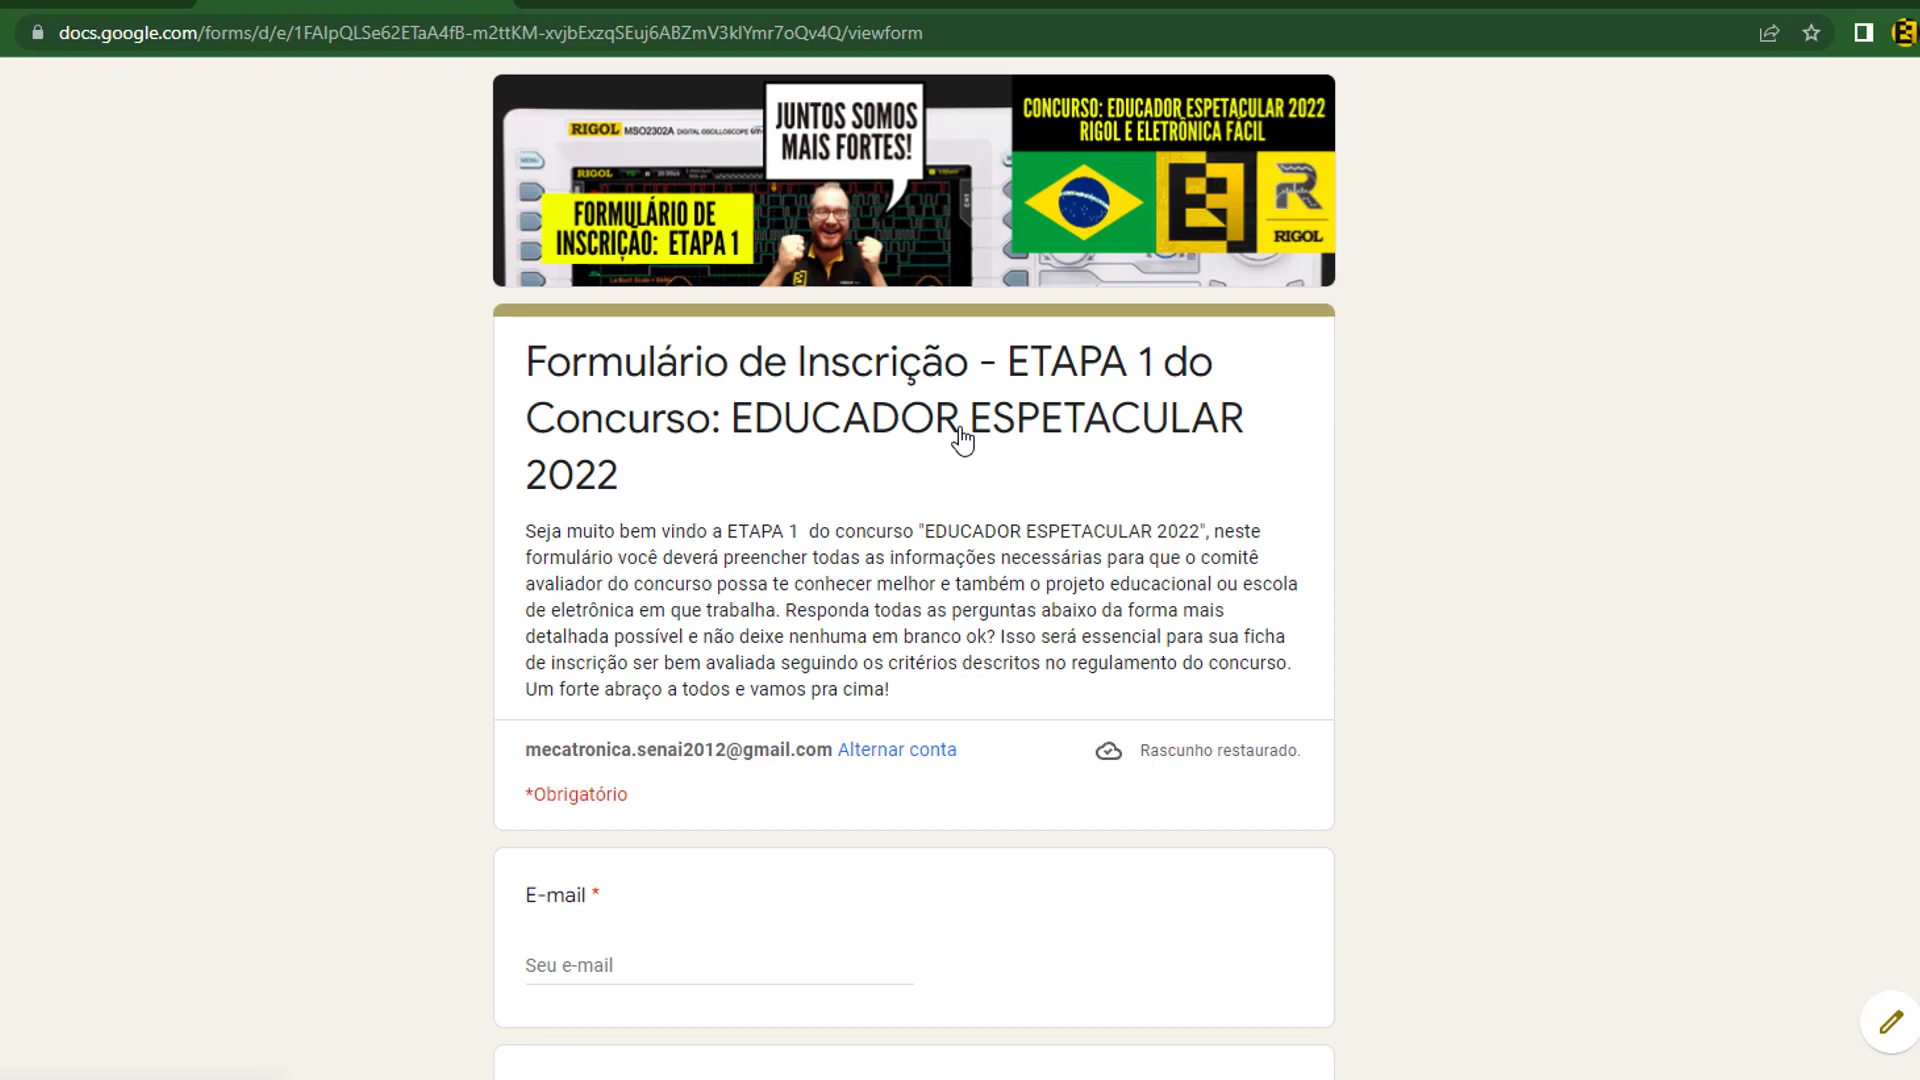 docs.google.com/forms/d/e/1FAIpQLSe62ETaA4fB-m2ttKM-xvjbExzqSEuj6ABZmV3kIYmr7oQv4Q/viewform
RIGOL MSO2302A DIGITAL OSCILLOSCOPE
MENU
RIGOL
FORMULÁRIO DE
INSCRIÇÃO: ETAPA 1
JUNTOS SOMOS
MAIS FORTES!
CONCURSO: EDUCADOR ESPETACULAR 2022
RIGOL E ELETRÔNICA FÁCIL
RIGOL
Formulário de Inscrição - ETAPA 1 do
Concurso: EDUCADOR ESPETACULAR
2022
Seja muito bem vindo a ETAPA 1  do concurso "EDUCADOR ESPETACULAR 2022", neste
formulário você deverá preencher todas as informações necessárias para que o comitê
avaliador do concurso possa te conhecer melhor e também o projeto educacional ou escola
de eletrônica em que trabalha. Responda todas as perguntas abaixo da forma mais
detalhada possível e não deixe nenhuma em branco ok? Isso será essencial para sua ficha
de inscrição ser bem avaliada seguindo os critérios descritos no regulamento do concurso.
Um forte abraço a todos e vamos pra cima!
mecatronica.senai2012@gmail.com Alternar conta
Rascunho restaurado.
*Obrigatório
E-mail *
Seu e-mail